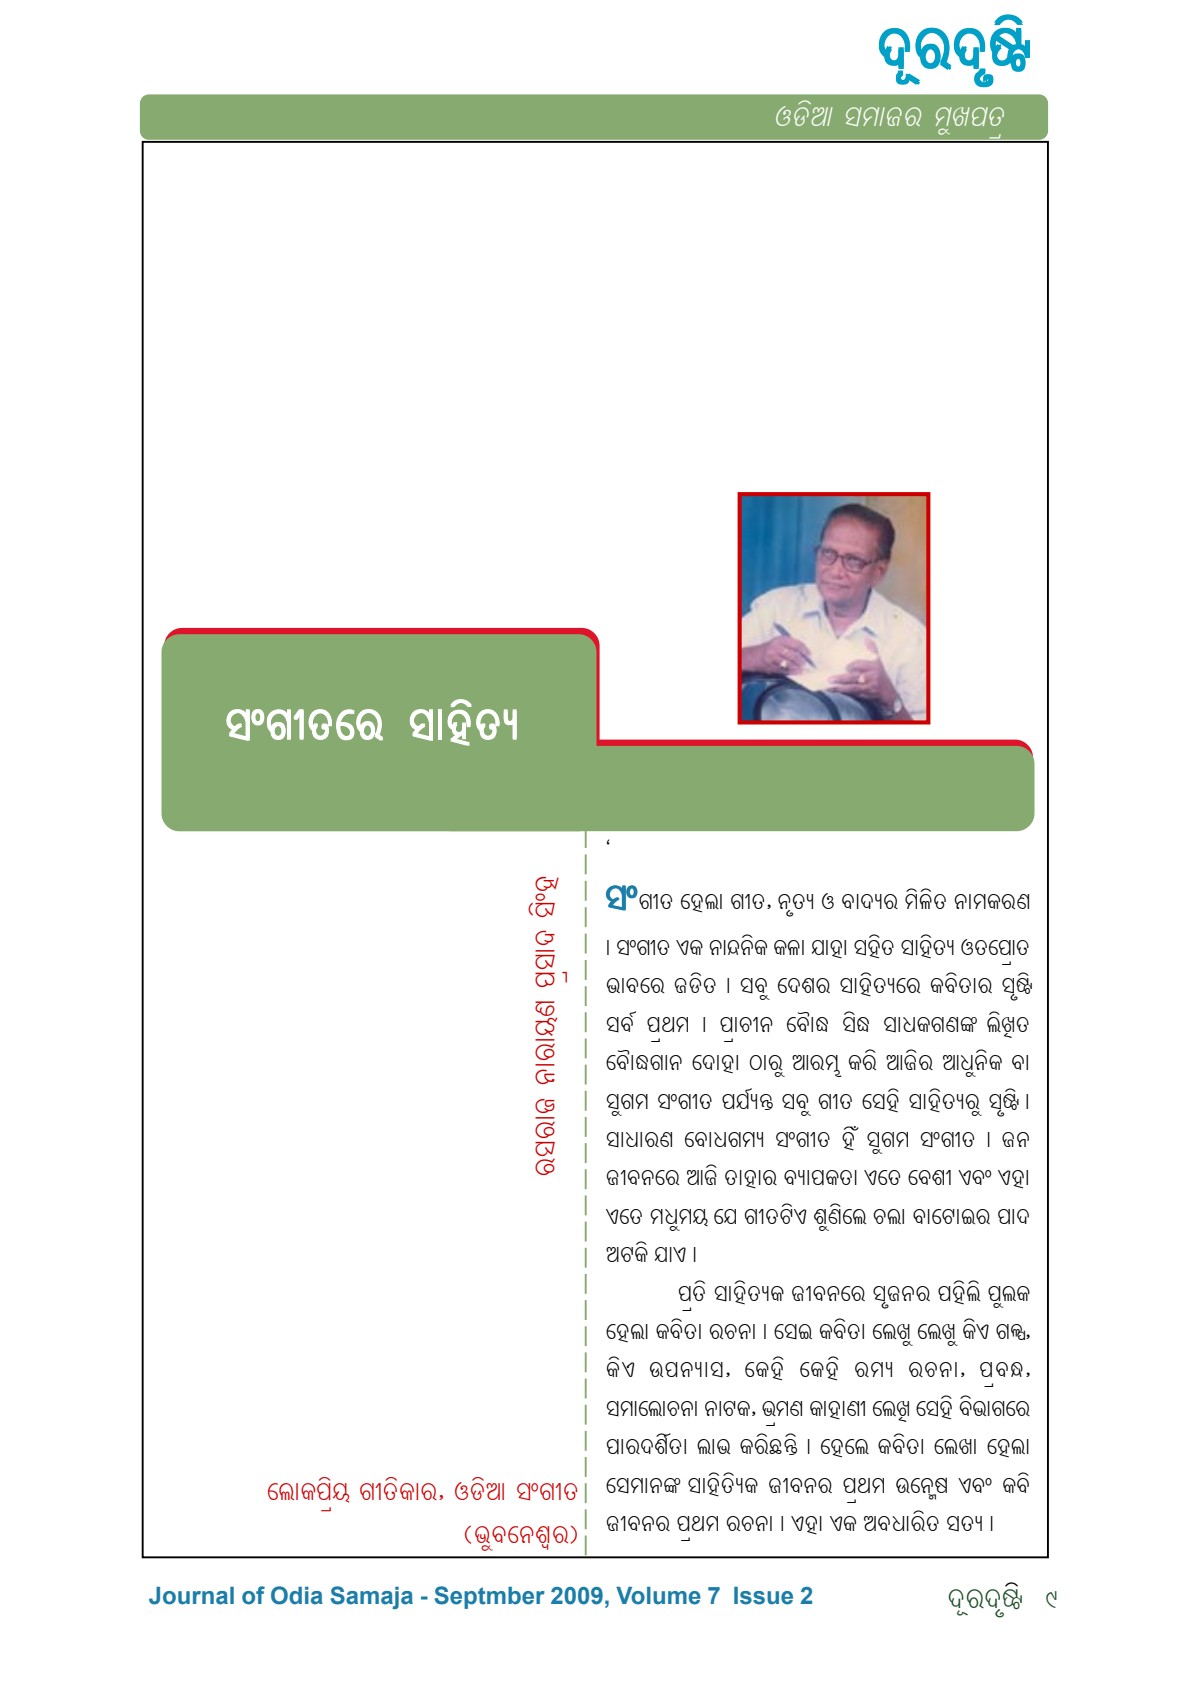 ଦୂରଦୃଷ୍ଟି
ଓଡିଆ ସମାଜର ମୁଖପତ୍ର
ସଂଗୀତରେ ସାହିତ୍ୟ
ରସରାଜ ନାରାୟଣ ପ୍ରସାଦ ସିଂହ
ଲୋକପ୍ରିୟ ଗୀତିକାର, ଓଡିଆ ସଂଗୀତ
(ଭୁବନେଶ୍ୱର)
‘
ସଂଗୀତ ହେଲା ଗୀତ, ନୃତ୍ୟ ଓ ବାଦ୍ୟର ମିଳିତ ନାମକରଣ
। ସଂଗୀତ ଏକ ନାନ୍ଦନିକ କଳା ଯାହା ସହିତ ସାହିତ୍ୟ ଓତପ୍ରୋତ
ଭାବରେ ଜଡିତ । ସବୁ ଦେଶର ସାହିତ୍ୟରେ କବିତାର ସୃଷ୍ଟି
ସର୍ବ ପ୍ରଥମ । ପ୍ରାଚୀନ ବୌଦ୍ଧ ସିଦ୍ଧ ସାଧକଗଣଙ୍କ ଲିଖିତ
ବୌଦ୍ଧଗାନ ଦୋହା ଠାରୁ ଆରମ୍ଭ କରି ଆଜିର ଆଧୁନିକ ବା
ସୁଗମ ସଂଗୀତ ପର୍ଯ୍ୟନ୍ତ ସବୁ ଗୀତ ସେହି ସାହିତ୍ୟରୁ ସୃଷ୍ଟି ।
ସାଧାରଣ ବୋଧଗମ୍ୟ ସଂଗୀତ ହିଁ ସୁଗମ ସଂଗୀତ । ଜନ
ଜୀବନରେ ଆଜି ତାହାର ବ୍ୟାପକତା ଏତେ ବେଶୀ ଏବଂ ଏହା
ଏତେ ମଧୁମୟ ଯେ ଗୀତଟିଏ ଶୁଣିଲେ ଚଲା ବାଟୋଇର ପାଦ
ଅଟକି ଯାଏ ।
ପ୍ରତି ସାହିତ୍ୟକ ଜୀବନରେ ସୃଜନର ପହିଲି ପୁଲକ
ହେଲା କବିତା ରଚନା । ସେଇ କବିତା ଲେଖୁ ଲେଖୁ କିଏ ଗଳ୍ପ,
କିଏ ଉପନ୍ୟାସ, କେହି କେହି ରମ୍ୟ ରଚନା, ପ୍ରବନ୍ଧ,
ସମାଲୋଚନା ନାଟକ, ଭ୍ରମଣ କାହାଣୀ ଲେଖି ସେହି ବିଭାଗରେ
ପାରଦର୍ଶିତା ଲାଭ କରିଛନ୍ତି । ହେଲେ କବିତା ଲେଖା ହେଲା
ସେମାନଙ୍କ ସାହିତ୍ୟିକ ଜୀବନର ପ୍ରଥମ ଉନ୍ମେଷ ଏବଂ କବି
ଜୀବନର ପ୍ରଥମ ରଚନା । ଏହା ଏକ ଅବଧାରିତ ସତ୍ୟ ।
Journal of Odia Samaja - Septmber 2009, Volume 7 Issue 2
ଦୂରଦୃଷ୍ଟି ୯